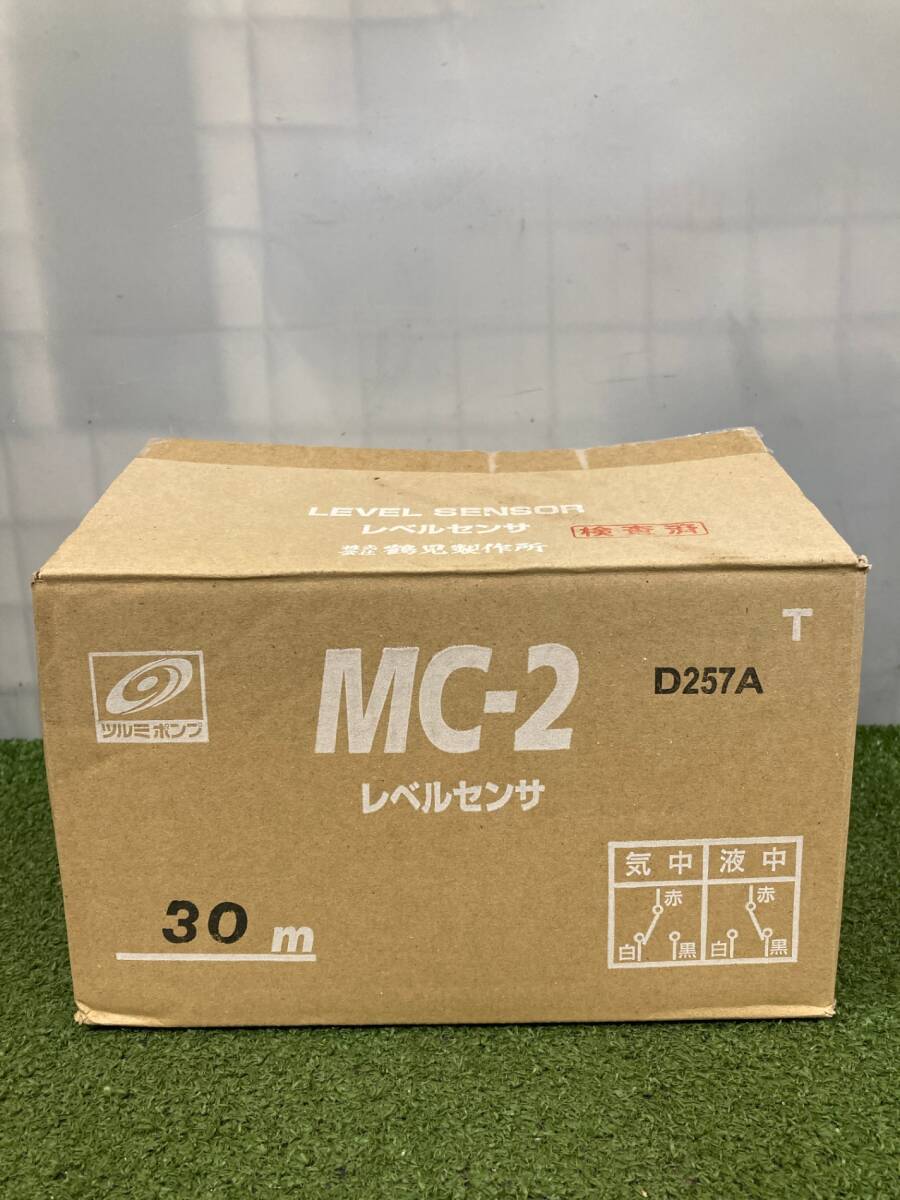 LEVEL SENSOR
レベルセンサ
検査済
株式会社 鶴見製作所
T
ツルミポンプ
MC-2
D257A
レベルセンサ
30 m
気中 液中
赤 赤
白 黒 白 黒